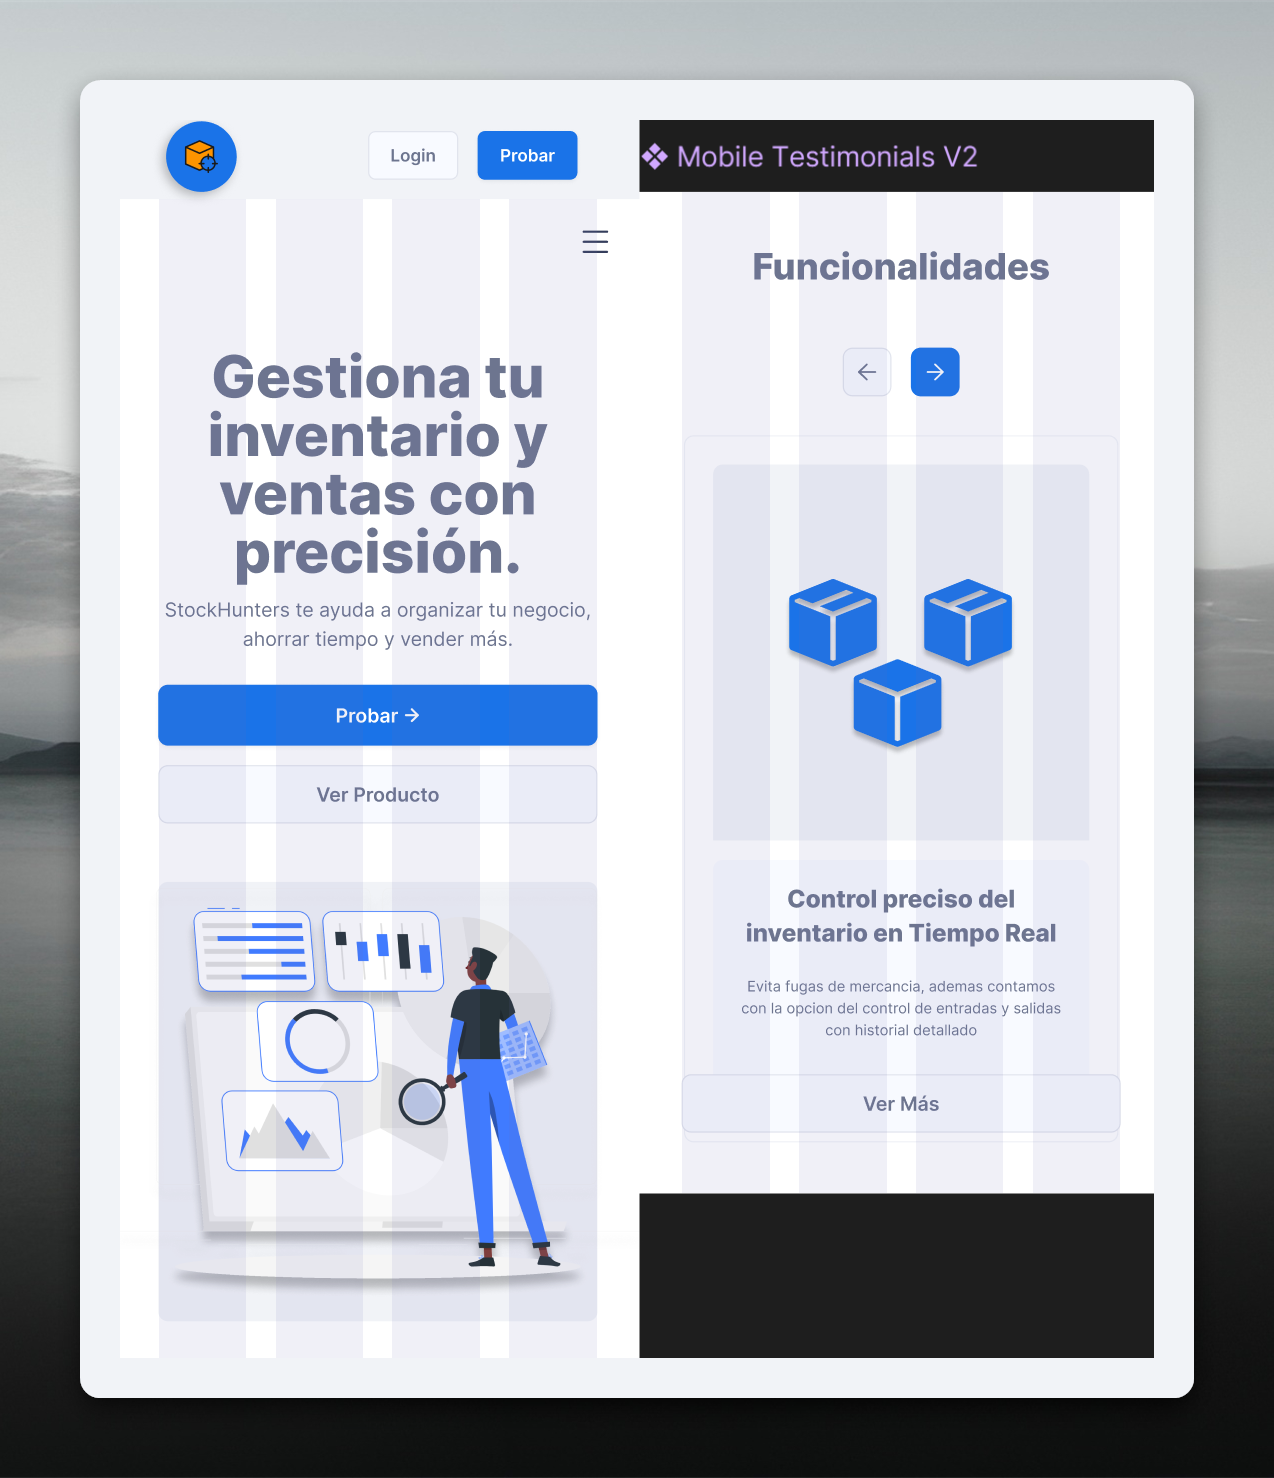 Login
Probar
Gestiona tu
inventario y
ventas con
precisión.
StockHunters te ayuda a organizar tu negocio,
ahorrar tiempo y vender más.
Probar →
Ver Producto
Mobile Testimonials V2
Funcionalidades
Control preciso del
inventario en Tiempo Real
Evita fugas de mercancia, ademas contamos
con la opcion del control de entradas y salidas
con historial detallado
Ver Más